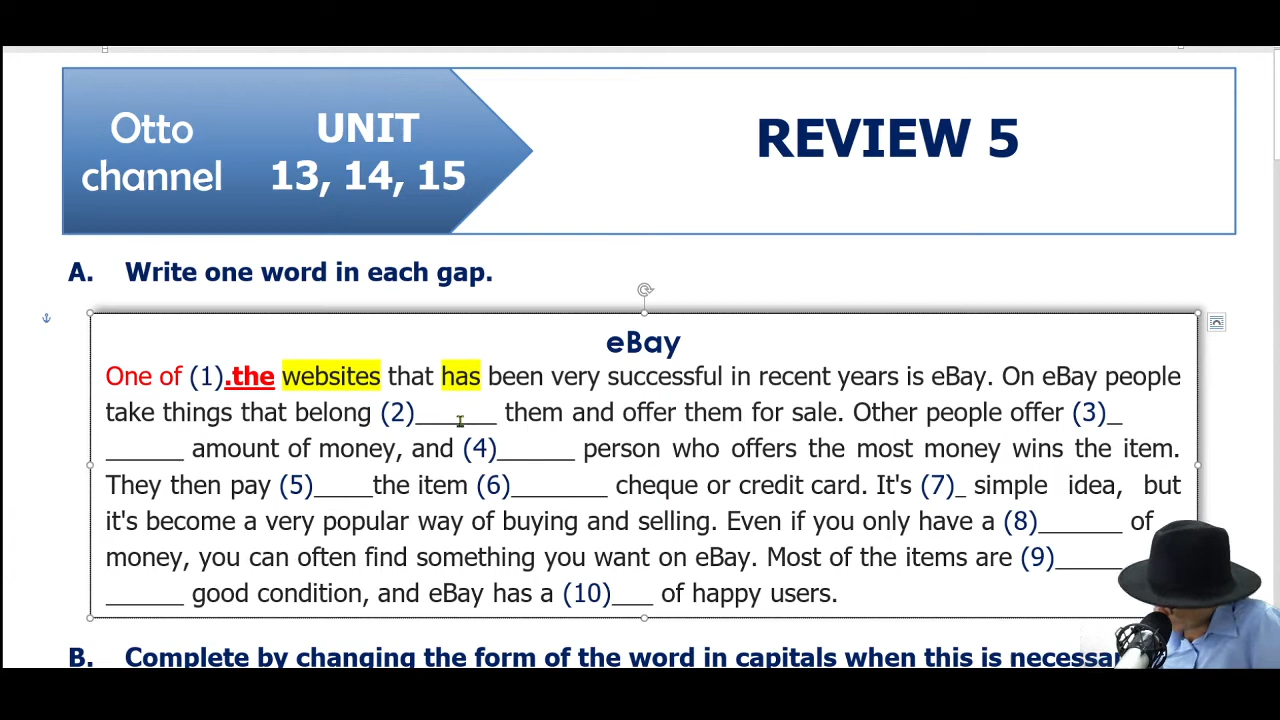 Otto channel
UNIT 13, 14, 15
REVIEW 5
A. Write one word in each gap.
eBay
One of (1).the websites that has been very successful in recent years is eBay. On eBay people
take things that belong (2)______ them and offer them for sale. Other people offer (3)_
______ amount of money, and (4)______ person who offers the most money wins the item.
They then pay (5)____the item (6)_______ cheque or credit card. It's (7)_ simple idea, but
it's become a very popular way of buying and selling. Even if you only have a (8)______ of
money, you can often find something you want on eBay. Most of the items are (9)_____
______ good condition, and eBay has a (10)___ of happy users.
B. Complete by changing the form of the word in capitals when this is